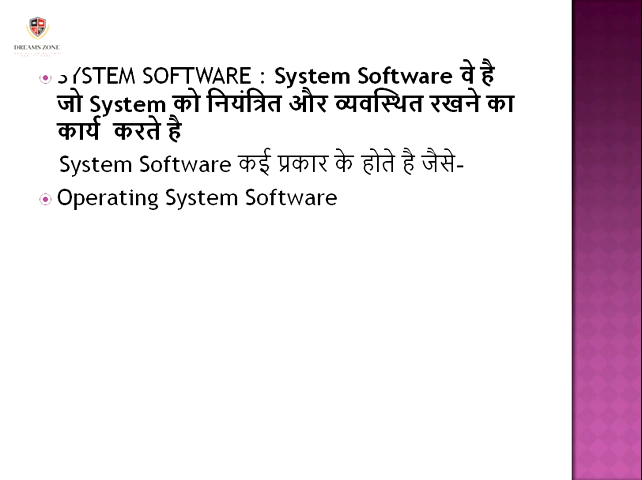 DREAMS ZONE
SYSTEM SOFTWARE : System Software वे है
जो System को नियंत्रित और व्यवस्थित रखने का
कार्य करते है
System Software कई प्रकार के होते है जैसे-
Operating System Software